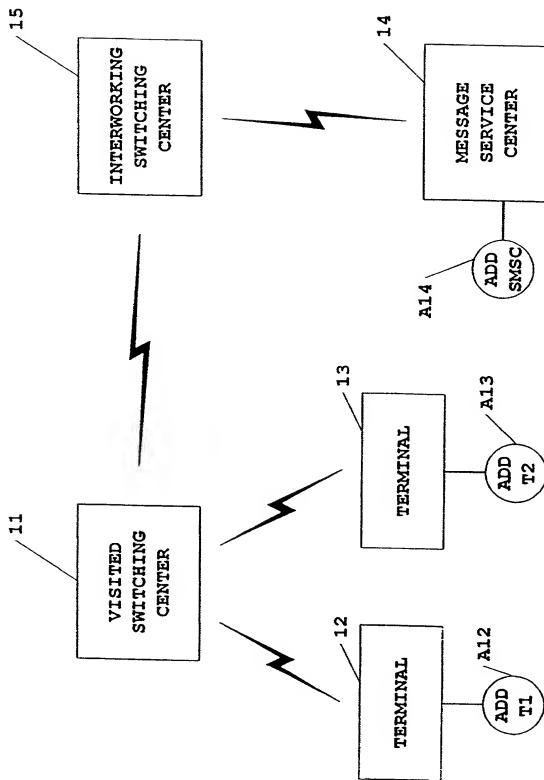 15
INTERWORKING
SWITCHING
CENTER
14
MESSAGE
SERVICE
CENTER
A14
ADD
SMSC
11
VISITED
SWITCHING
CENTER
13
TERMINAL
A13
ADD
T2
12
TERMINAL
A12
ADD
T1